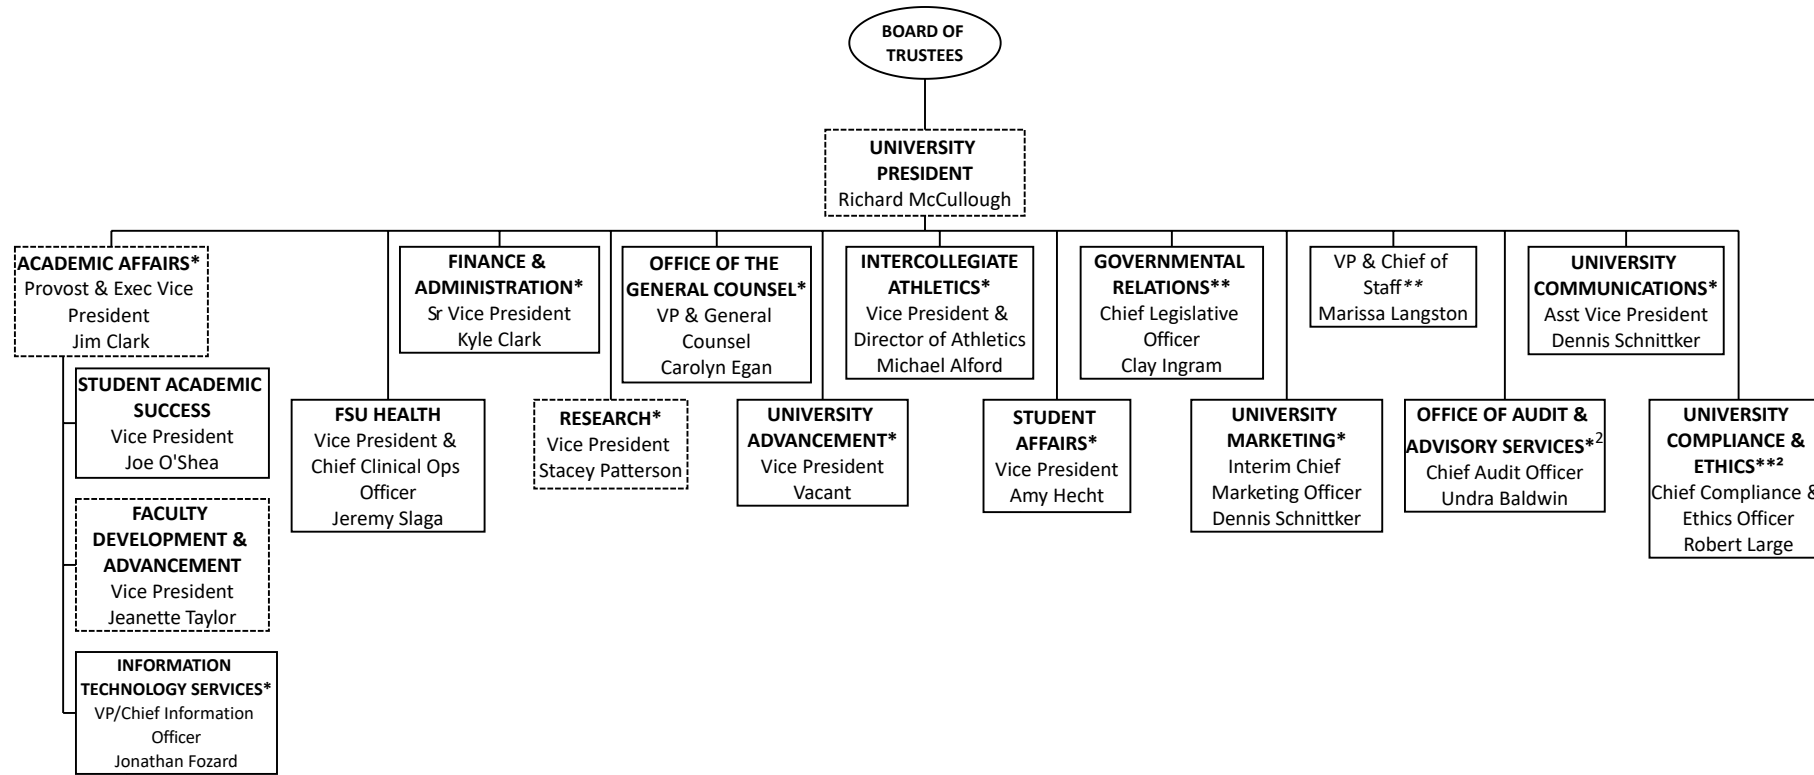 BOARD OF
TRUSTEES
UNIVERSITY
PRESIDENT
Richard McCullough
ACADEMIC AFFAIRS*
Provost & Exec Vice
President
Jim Clark
STUDENT ACADEMIC
SUCCESS
Vice President
Joe O'Shea
FACULTY
DEVELOPMENT &
ADVANCEMENT
Vice President
Jeanette Taylor
INFORMATION
TECHNOLOGY SERVICES*
VP/Chief Information
Officer
Jonathan Fozard
FSU HEALTH
Vice President &
Chief Clinical Ops
Officer
Jeremy Slaga
FINANCE &
ADMINISTRATION*
Sr Vice President
Kyle Clark
RESEARCH*
Vice President
Stacey Patterson
OFFICE OF THE
GENERAL COUNSEL*
VP & General
Counsel
Carolyn Egan
UNIVERSITY
ADVANCEMENT*
Vice President
Vacant
INTERCOLLEGIATE
ATHLETICS*
Vice President &
Director of Athletics
Michael Alford
STUDENT
AFFAIRS*
Vice President
Amy Hecht
GOVERNMENTAL
RELATIONS**
Chief Legislative
Officer
Clay Ingram
UNIVERSITY
MARKETING*
Interim Chief
Marketing Officer
Dennis Schnittker
VP & Chief of
Staff**
Marissa Langston
OFFICE OF AUDIT &
ADVISORY SERVICES*²
Chief Audit Officer
Undra Baldwin
UNIVERSITY
COMMUNICATIONS*
Asst Vice President
Dennis Schnittker
UNIVERSITY
COMPLIANCE &
ETHICS**²
Chief Compliance &
Ethics Officer
Robert Large